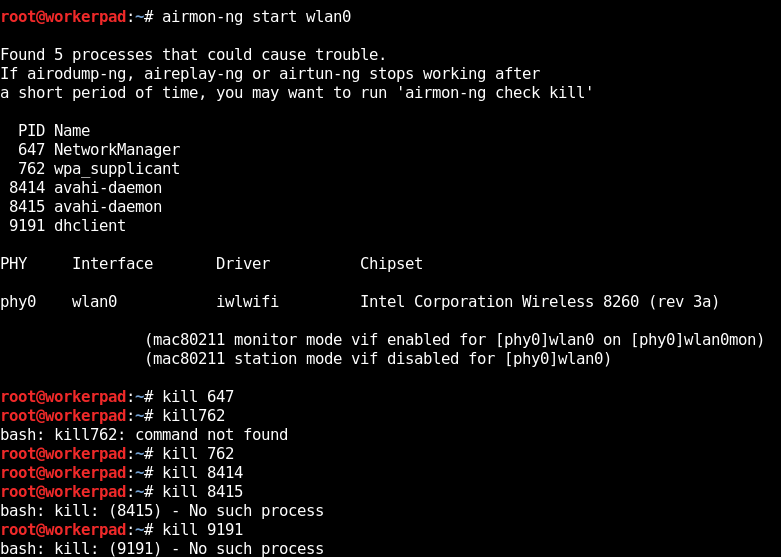 root@workerpad:~# airmon-ng start wlan0
Found 5 processes that could cause trouble.
If airodump-ng, aireplay-ng or airtun-ng stops working after
a short period of time, you may want to run 'airmon-ng check kill'
PID Name
647 NetworkManager
762 wpa_supplicant
8414 avahi-daemon
8415 avahi-daemon
9191 dhclient
PHY Interface Driver Chipset
phy0 wlan0 iwlwifi Intel Corporation Wireless 8260 (rev 3a)
(mac80211 monitor mode vif enabled for [phy0]wlan0 on [phy0]wlan0mon)
(mac80211 station mode vif disabled for [phy0]wlan0)
root@workerpad:~# kill 647
root@workerpad:~# kill762
bash: kill762: command not found
root@workerpad:~# kill 762
root@workerpad:~# kill 8414
root@workerpad:~# kill 8415
bash: kill: (8415) - No such process
root@workerpad:~# kill 9191
bash: kill: (9191) - No such process